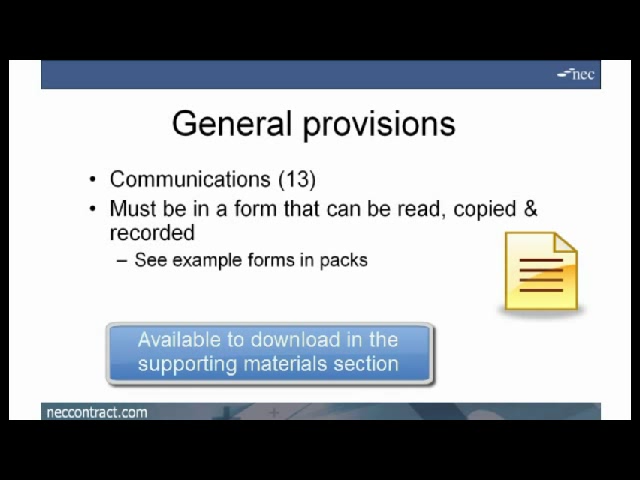 nec
General provisions
• Communications (13)
• Must be in a form that can be read, copied &
recorded
– See example forms in packs
Available to download in the
supporting materials section
neccontract.com